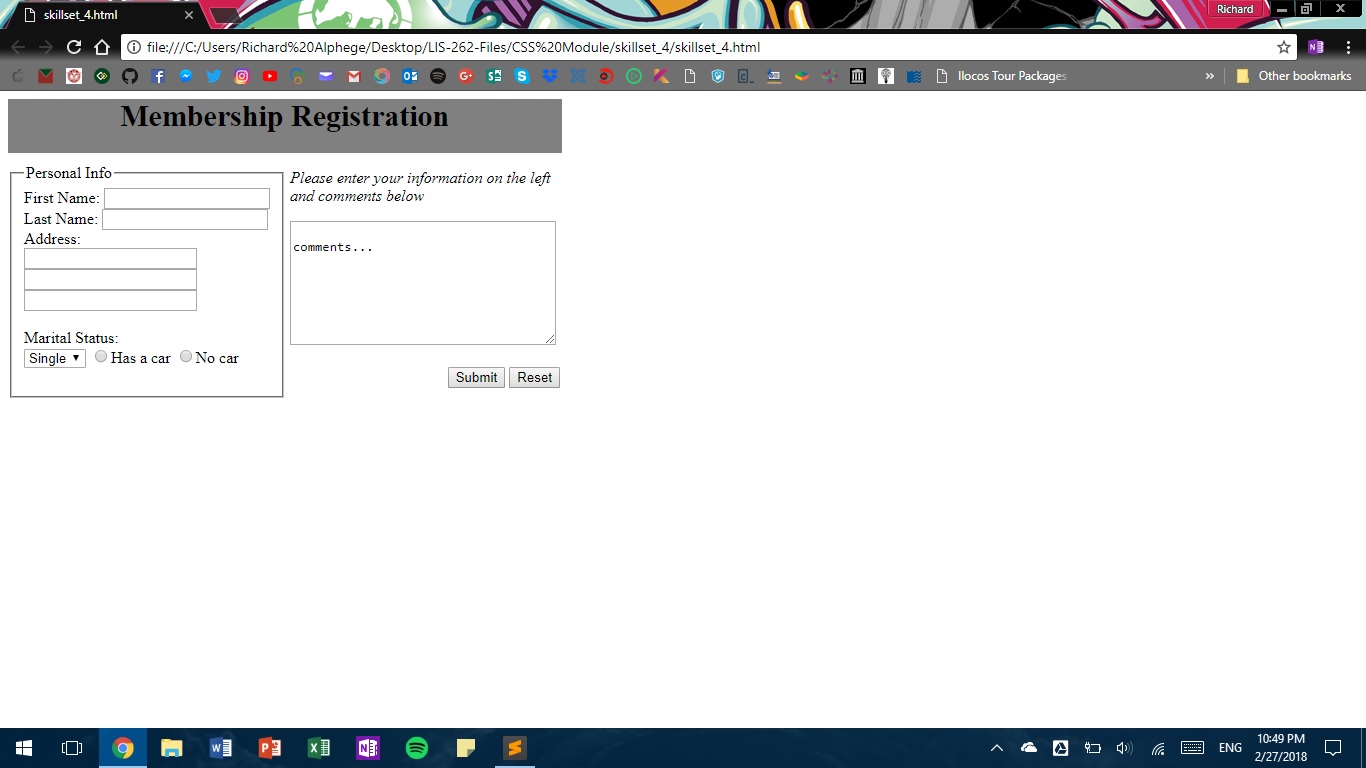 skillset_4.html
Richard
file:///C:/Users/Richard%20Alphege/Desktop/LIS-262-Files/CSS%20Module/skillset_4/skillset_4.html
Ilocos Tour Packages
»
Other bookmarks
Membership Registration
Personal Info
First Name:
Last Name:
Address:
Marital Status:
Single
Has a car
No car
Please enter your information on the left
and comments below
comments...
Submit
Reset
ENG
10:49 PM
2/27/2018